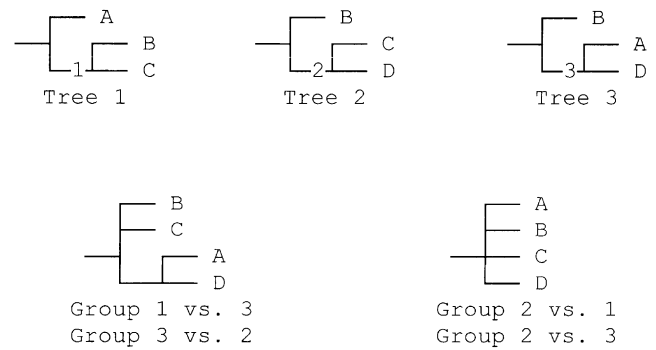 A
B
1
C
Tree 1
B
C
2
D
Tree 2
B
A
3
D
Tree 3
B
C
A
D
Group 1 vs. 3
Group 3 vs. 2
A
B
C
D
Group 2 vs. 1
Group 2 vs. 3